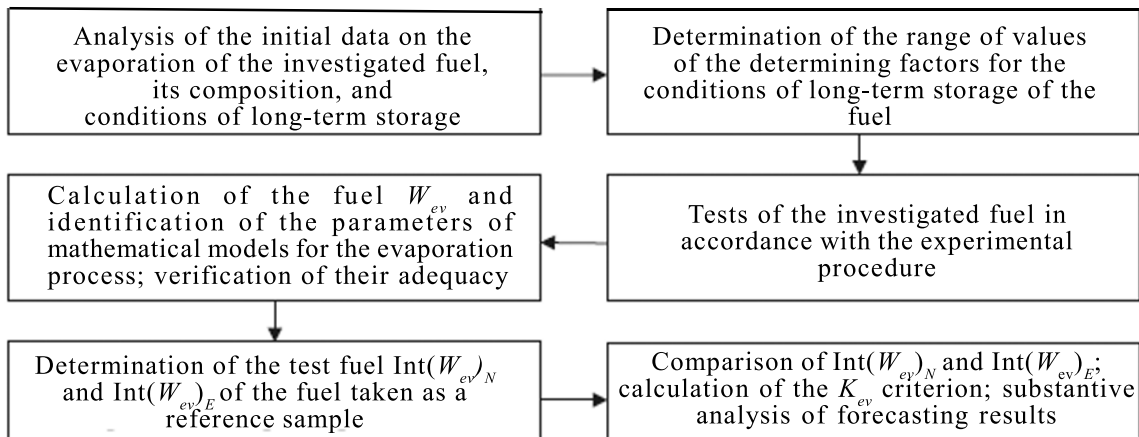 Analysis of the initial data on the
evaporation of the investigated fuel,
its composition, and
conditions of long-term storage
Determination of the range of values
of the determining factors for the
conditions of long-term storage of the
fuel
Tests of the investigated fuel in
accordance with the experimental
procedure
Calculation of the fuel W_ev and
identification of the parameters of
mathematical models for the evaporation
process; verification of their adequacy
Determination of the test fuel Int(W_ev)_N
and Int(W_ev)_E of the fuel taken as a
reference sample
Comparison of Int(W_ev)_N and Int(W_ev)_E;
calculation of the K_ev criterion; substantive
analysis of forecasting results